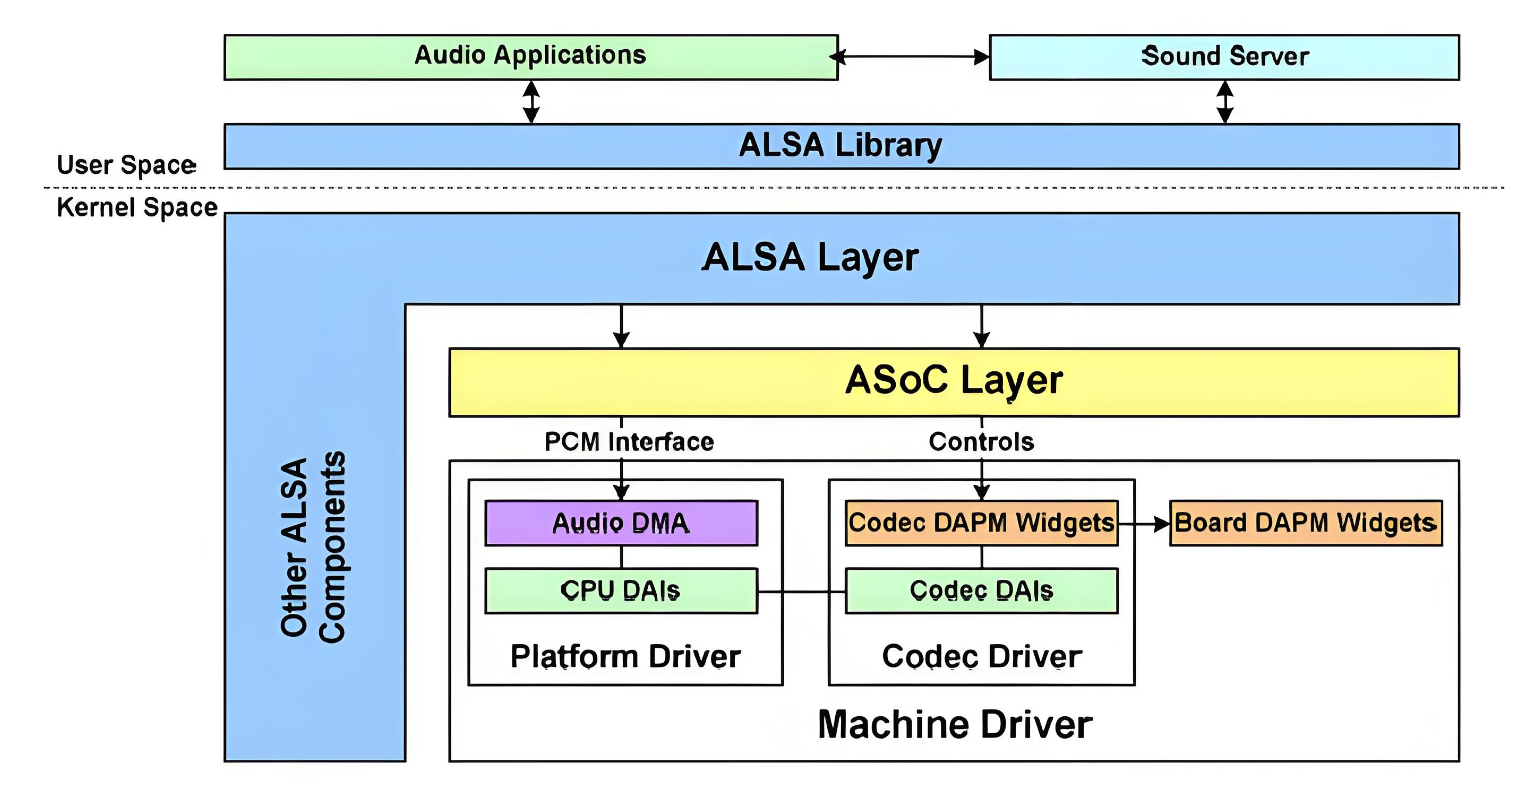 Audio Applications
Sound Server
ALSA Library
User Space
Kernel Space
ALSA Layer
ASoC Layer
PCM Interface
Controls
Other ALSA
Components
Audio DMA
Codec DAPM Widgets
Board DAPM Widgets
CPU DAIs
Codec DAIs
Platform Driver
Codec Driver
Machine Driver